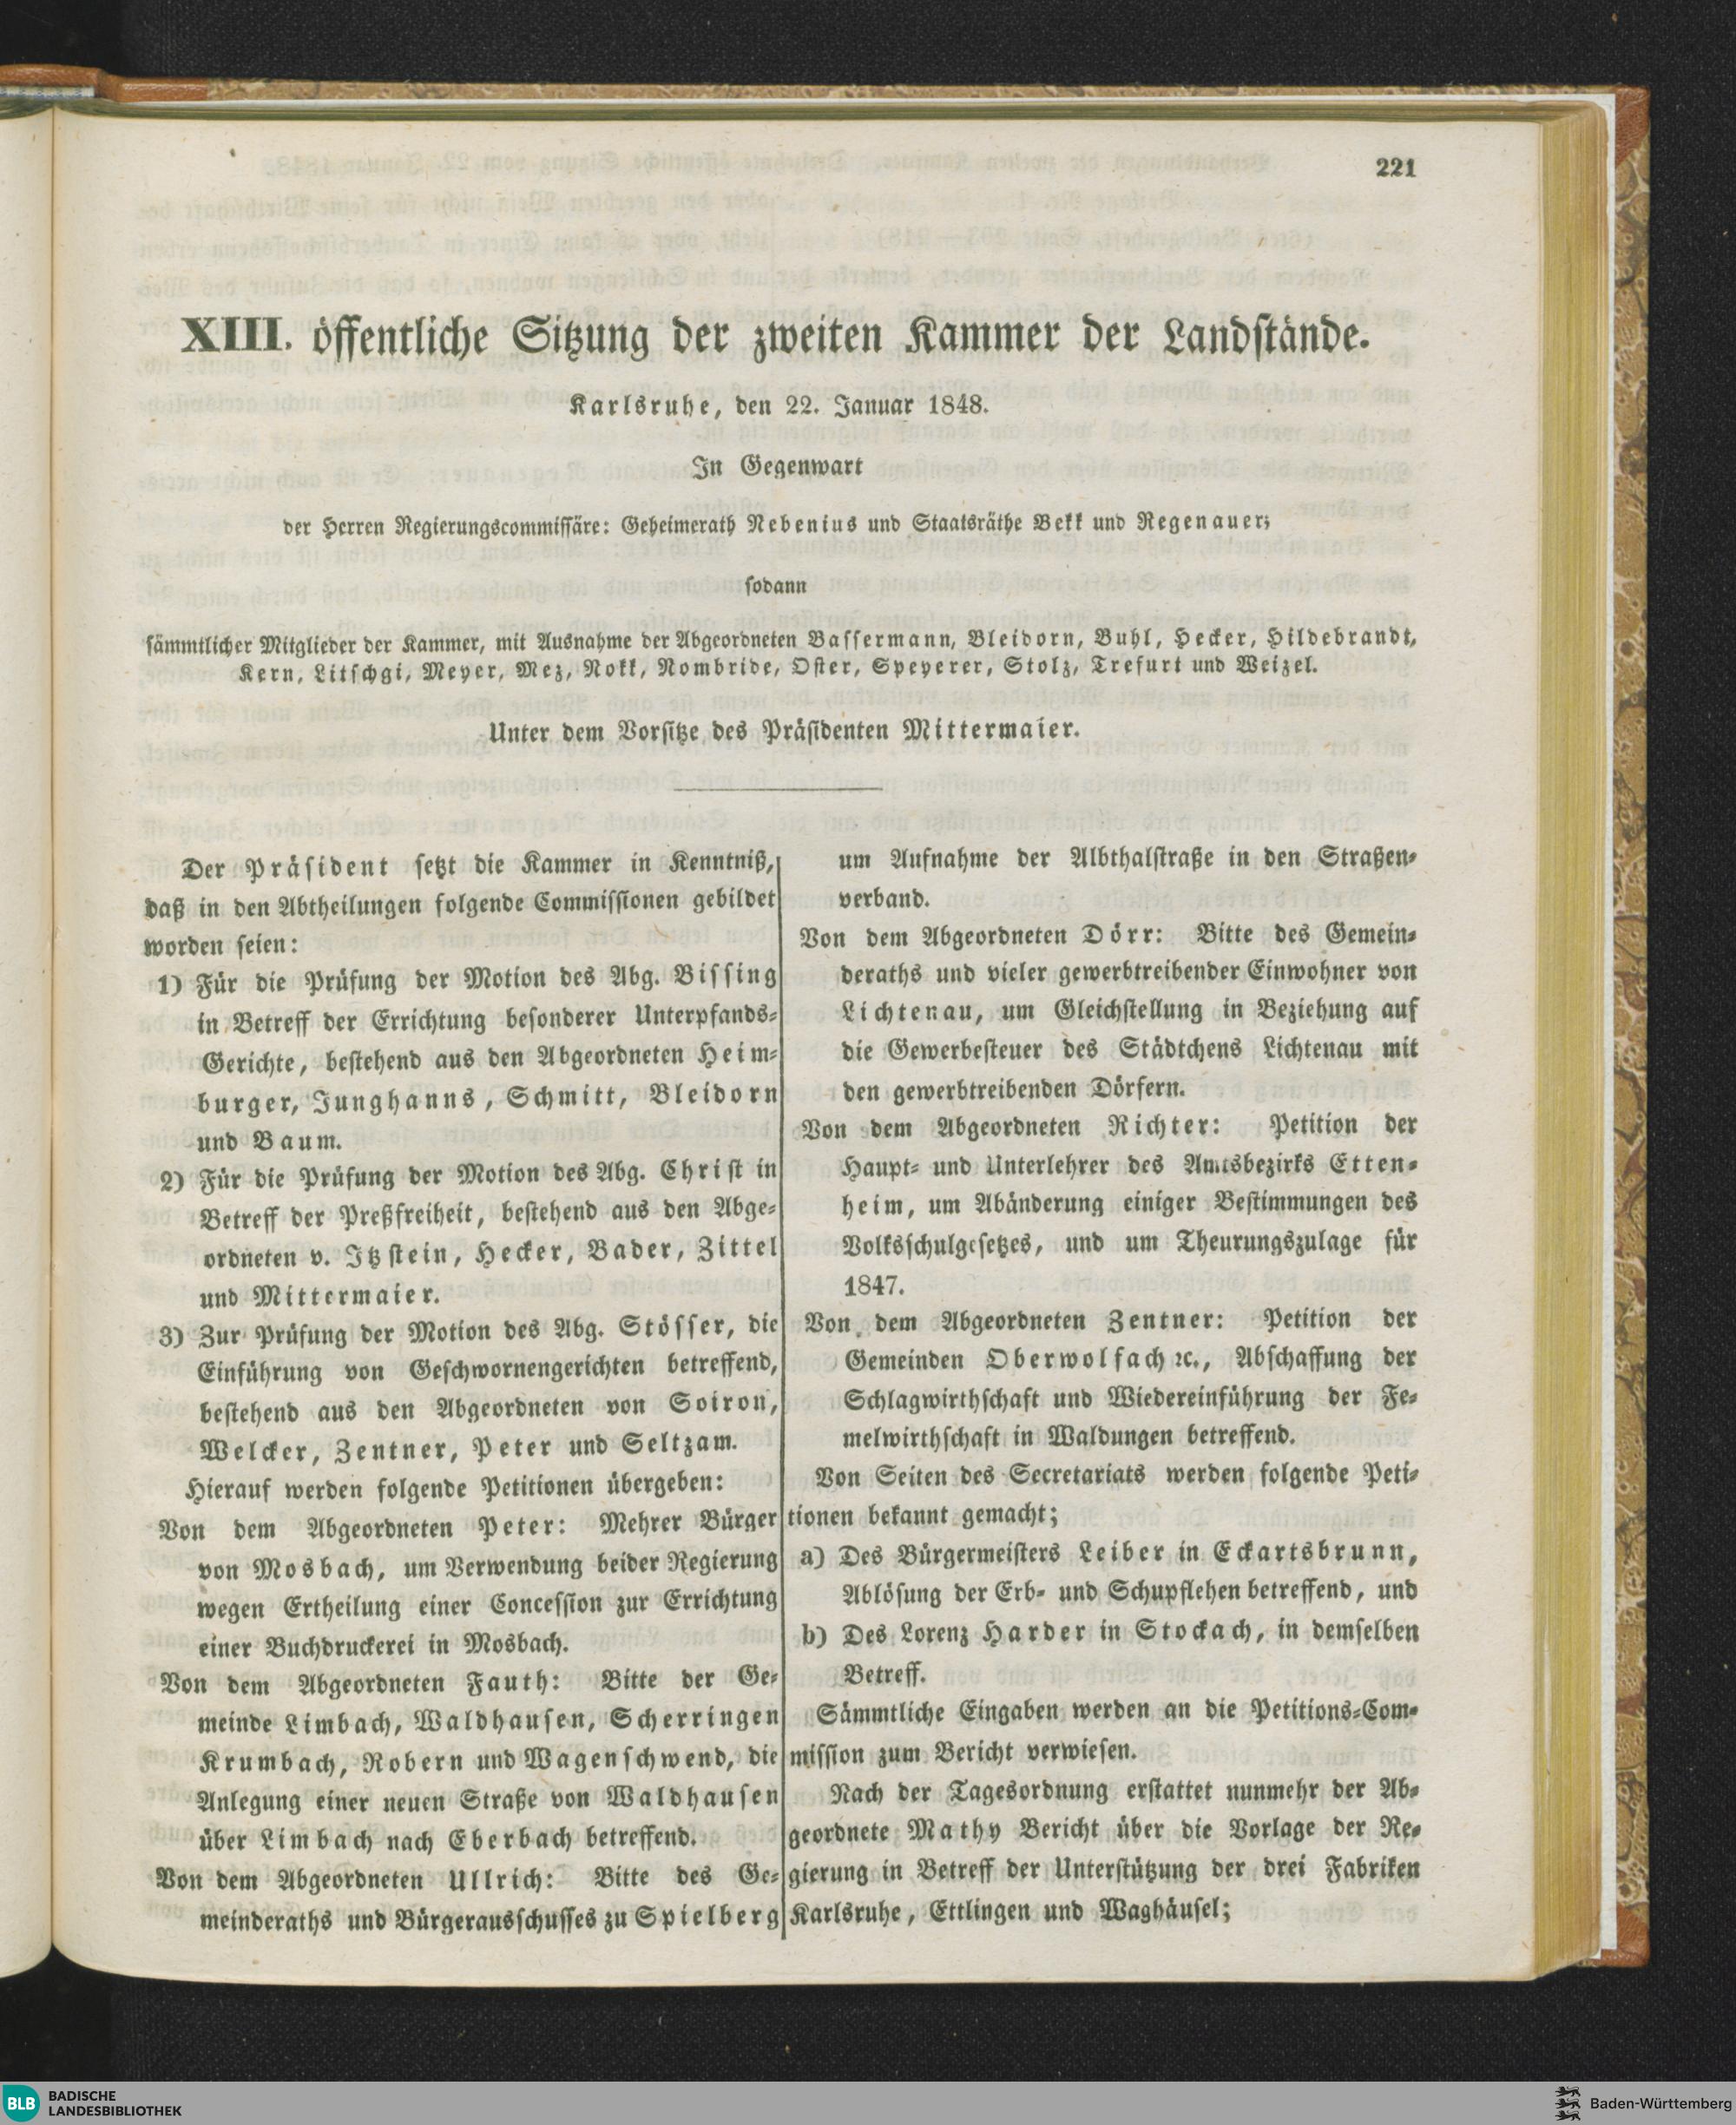 221
XIII. öffentliche Sitzung der zweiten Kammer der Landstände.
Karlsruhe, den 22. Januar 1848.
In Gegenwart
der Herren Regierungscommissäre: Geheimerath Nebenius und Staatsräthe Bekk und Regenauer;
sodann
sämmtlicher Mitglieder der Kammer, mit Ausnahme der Abgeordneten Bassermann, Bleidorn, Buhl, Hecker, Hildebrandt,
Kern, Litschgi, Meyer, Mez, Nokk, Nombride, Oster, Speyerer, Stolz, Trefurt und Weizel.
Unter dem Vorsitze des Präsidenten Mittermaier.
Der Präsident setzt die Kammer in Kenntniß,
daß in den Abtheilungen folgende Commissionen gebildet
worden seien:
1) Für die Prüfung der Motion des Abg. Bissing
in Betreff der Errichtung besonderer Unterpfands-
Gerichte, bestehend aus den Abgeordneten Heim-
burger, Junghanns, Schmitt, Bleidorn
und Baum.
2) Für die Prüfung der Motion des Abg. Christ in
Betreff der Preßfreiheit, bestehend aus den Abge-
ordneten v. Itzstein, Hecker, Bader, Zittel
und Mittermaier.
3) Zur Prüfung der Motion des Abg. Stösser, die
Einführung von Geschwornengerichten betreffend,
bestehend aus den Abgeordneten von Soiron,
Welcker, Zentner, Peter und Seltzam.
Hierauf werden folgende Petitionen übergeben:
Von dem Abgeordneten Peter: Mehrer Bürger
von Mosbach, um Verwendung beider Regierung
wegen Ertheilung einer Concession zur Errichtung
einer Buchdruckerei in Mosbach.
Von dem Abgeordneten Fauth: Bitte der Ge-
meinde Limbach, Waldhausen, Scherringen
Krumbach, Robern und Wagenschwend, die
Anlegung einer neuen Straße von Waldhausen
über Limbach nach Eberbach betreffend.
Von dem Abgeordneten Ullrich: Bitte des Ge-
meinderaths und Bürgerausschusses zu Spielberg
um Aufnahme der Albthalstraße in den Straßen-
verband.
Von dem Abgeordneten Dörr: Bitte des Gemein-
deraths und vieler gewerbtreibender Einwohner von
Lichtenau, um Gleichstellung in Beziehung auf
die Gewerbesteuer des Städtchens Lichtenau mit
den gewerbtreibenden Dörfern.
Von dem Abgeordneten Richter: Petition der
Haupt- und Unterlehrer des Amtsbezirks Etten-
heim, um Abänderung einiger Bestimmungen des
Volksschulgesetzes, und um Theurungszulage für
1847.
Von dem Abgeordneten Zentner: Petition der
Gemeinden Oberwolfach ꝛc., Abschaffung der
Schlagwirthschaft und Wiedereinführung der Fe-
melwirthschaft in Waldungen betreffend.
Von Seiten des Secretariats werden folgende Peti-
tionen bekannt gemacht;
a) Des Bürgermeisters Leiber in Eckartsbrunn,
Ablösung der Erb- und Schupflehen betreffend, und
b) Des Lorenz Harder in Stockach, in demselben
Betreff.
Sämmtliche Eingaben werden an die Petitions-Com-
mission zum Bericht verwiesen.
Nach der Tagesordnung erstattet nunmehr der Ab-
geordnete Mathy Bericht über die Vorlage der Re-
gierung in Betreff der Unterstützung der drei Fabriken
Karlsruhe, Ettlingen und Waghäusel;
BLB BADISCHE
LANDESBIBLIOTHEK
Baden-Württemberg